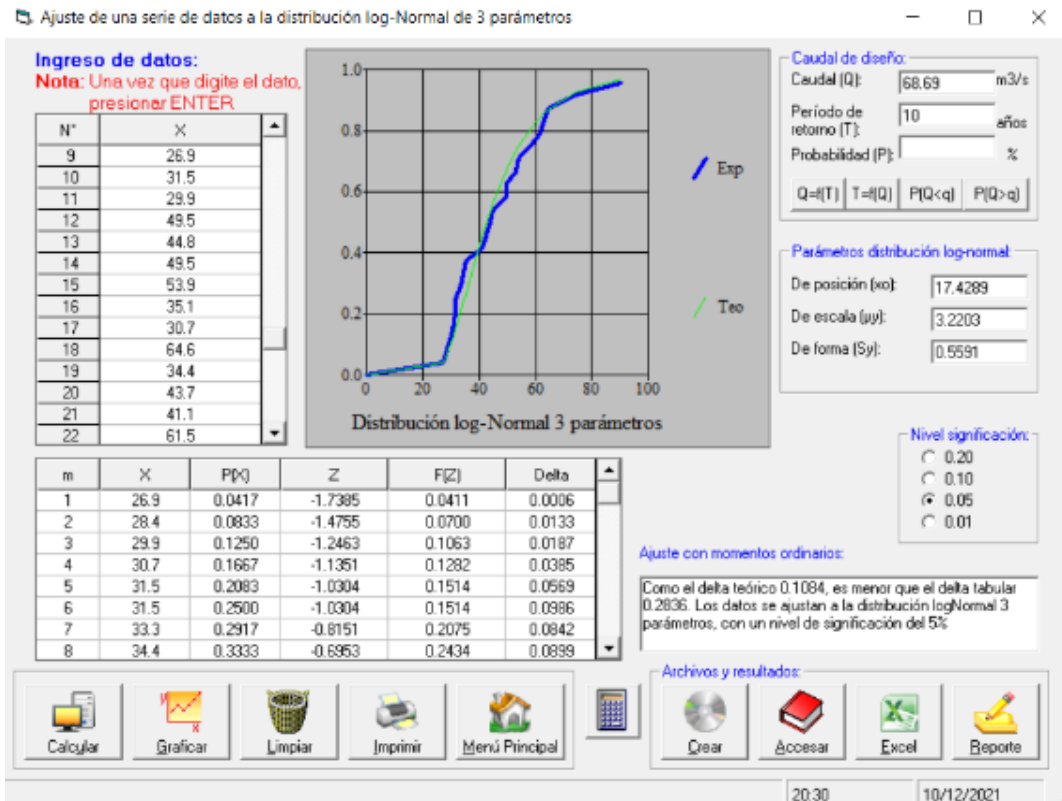 Ajuste de una serie de datos a la distribución log-Normal de 3 parámetros
Ingreso de datos:
Nota: Una vez que digite el dato,
presionar ENTER
N° X
9 26.9
10 31.5
11 29.9
12 49.5
13 44.8
14 49.5
15 53.9
16 35.1
17 30.7
18 64.6
19 34.4
20 43.7
21 41.1
22 61.5
1.0
0.8
0.6
0.4
0.2
0.0
0 20 40 60 80 100
Exp
Teo
Distribución log-Normal 3 parámetros
Caudal de diseño:
Caudal (Q): 68.69 m3/s
Período de
retorno (T): 10 años
Probabilidad (P): %
Q=f(T) T=f(Q) P(Q<q) P(Q>q)
Parámetros distribución log-normal:
De posición (xo): 17.4289
De escala (µy): 3.2203
De forma (Sy): 0.5591
Nivel significación:
0.20
0.10
0.05
0.01
m X P(X) Z F(Z) Delta
1 26.9 0.0417 -1.7385 0.0411 0.0006
2 28.4 0.0833 -1.4755 0.0700 0.0133
3 29.9 0.1250 -1.2463 0.1063 0.0187
4 30.7 0.1667 -1.1351 0.1282 0.0385
5 31.5 0.2083 -1.0304 0.1514 0.0569
6 31.5 0.2500 -1.0304 0.1514 0.0986
7 33.3 0.2917 -0.8151 0.2075 0.0842
8 34.4 0.3333 -0.6953 0.2434 0.0899
Ajuste con momentos ordinarios:
Como el delta teórico 0.1084, es menor que el delta tabular
0.2836. Los datos se ajustan a la distribución logNormal 3
parámetros, con un nivel de significación del 5%
Calcular Graficar Limpiar Imprimir Menú Principal
Archivos y resultados:
Crear Accesar Excel Reporte
20:30 10/12/2021